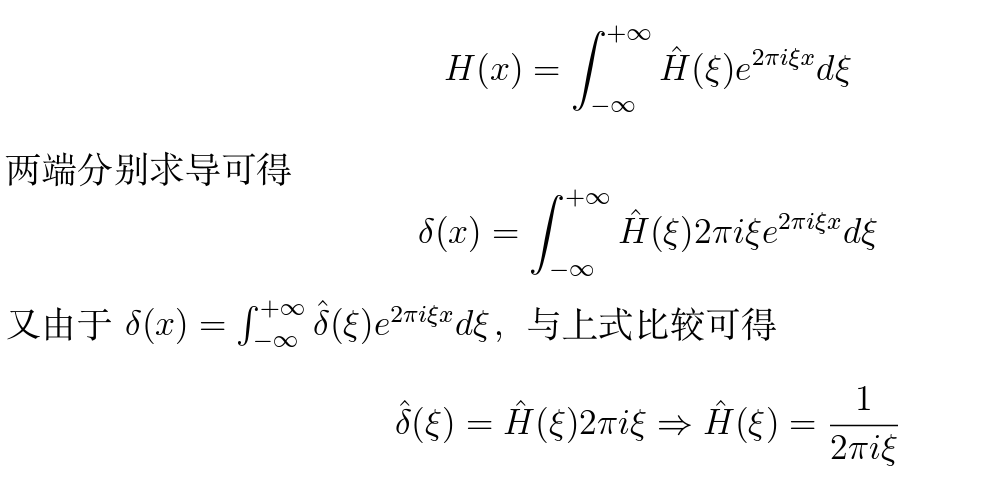 $$H(x) = \int_{-\infty}^{+\infty} \hat{H}(\xi)e^{2\pi i\xi x}d\xi$$
两端分别求导可得
$$\delta(x) = \int_{-\infty}^{+\infty} \hat{H}(\xi)2\pi i\xi e^{2\pi i\xi x}d\xi$$
又由于 $\delta(x) = \int_{-\infty}^{+\infty} \hat{\delta}(\xi)e^{2\pi i\xi x}d\xi$，与上式比较可得
$$\hat{\delta}(\xi) = \hat{H}(\xi)2\pi i\xi \Rightarrow \hat{H}(\xi) = \frac{1}{2\pi i\xi}$$